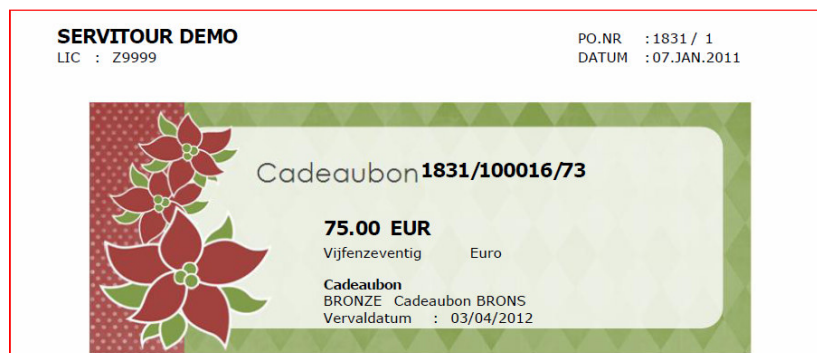 SERVITOUR DEMO
LIC : Z9999
PO.NR : 1831 / 1
DATUM : 07.JAN.2011
Cadeaubon 1831/100016/73
75.00 EUR
Vijfenzeventig Euro
Cadeaubon
BRONZE Cadeaubon BRONS
Vervaldatum : 03/04/2012